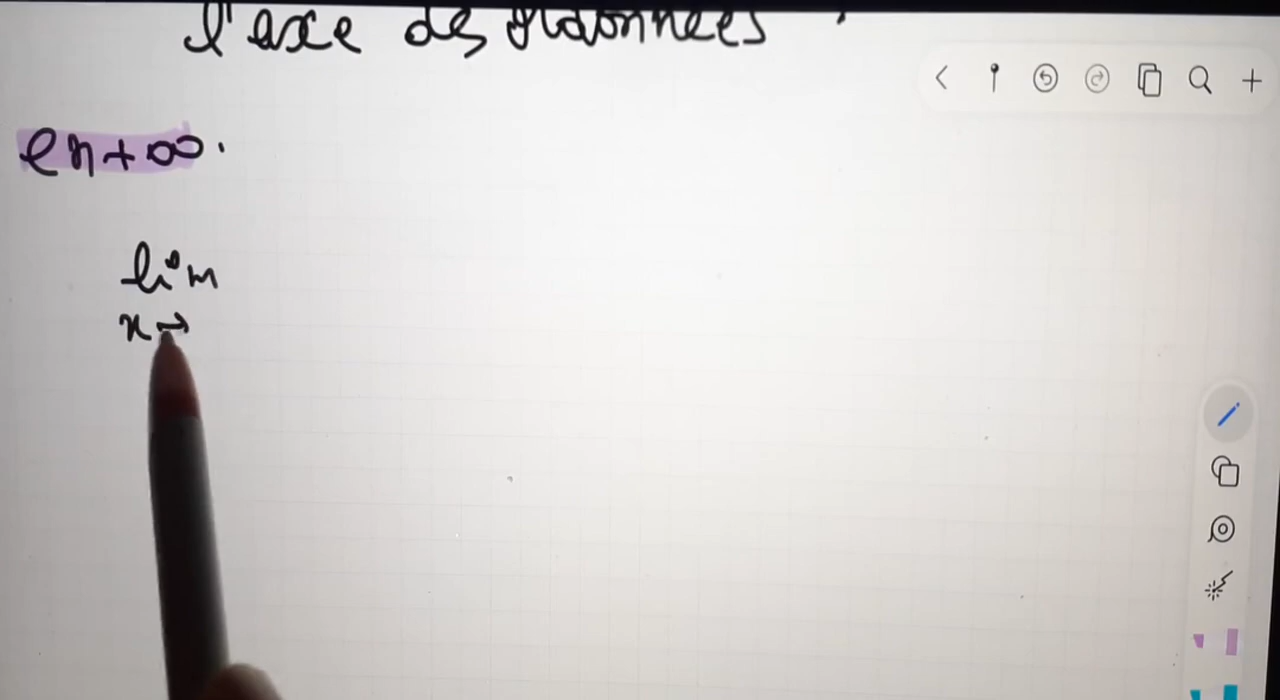 l'axe des ordonnées
en +∞.
lim
x→